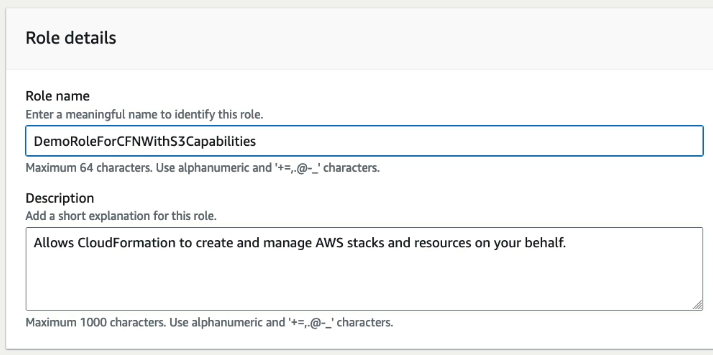 Role details
Role name
Enter a meaningful name to identify this role.
DemoRoleForCFNWithS3Capabilities
Maximum 64 characters. Use alphanumeric and '+=,.@-_' characters.
Description
Add a short explanation for this role.
Allows CloudFormation to create and manage AWS stacks and resources on your behalf.
Maximum 1000 characters. Use alphanumeric and '+=,.@-_' characters.